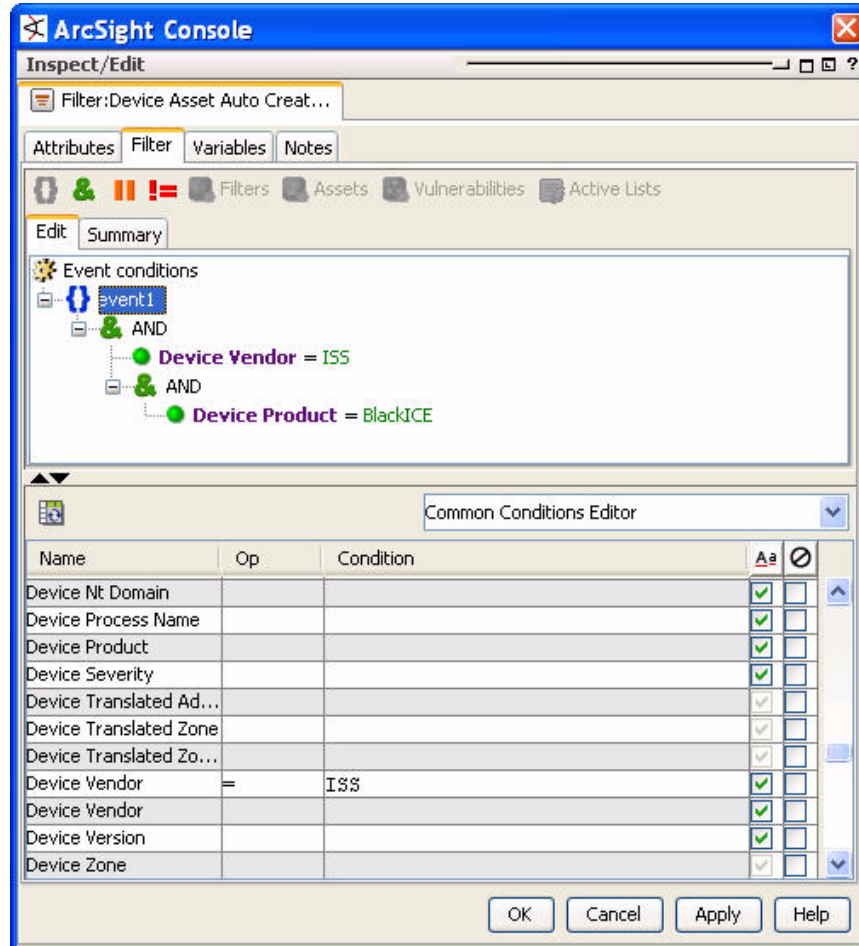 ArcSight Console
Inspect/Edit ?
Filter:Device Asset Auto Creat...
Attributes Filter Variables Notes
{} & != Filters Assets Vulnerabilities Active Lists
Edit Summary
Event conditions
{} event1
& AND
Device Vendor = ISS
& AND
Device Product = BlackICE
Common Conditions Editor
Name Op Condition Aa
Device Nt Domain
Device Process Name
Device Product
Device Severity
Device Translated Ad...
Device Translated Zone
Device Translated Zo...
Device Vendor = ISS
Device Vendor
Device Version
Device Zone
OK Cancel Apply Help